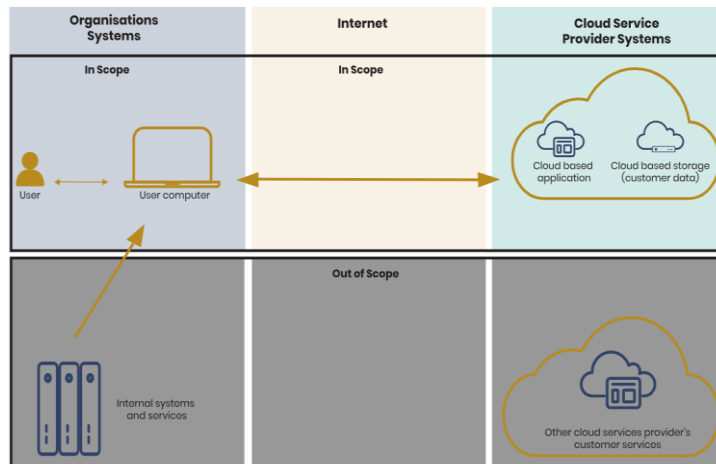 Organisations
Systems
Internet
Cloud Service
Provider Systems
In Scope
In Scope
User
User computer
Cloud based
application
Cloud based storage
(customer data)
Out of Scope
Internal systems
and services
Other cloud services provider's
customer services